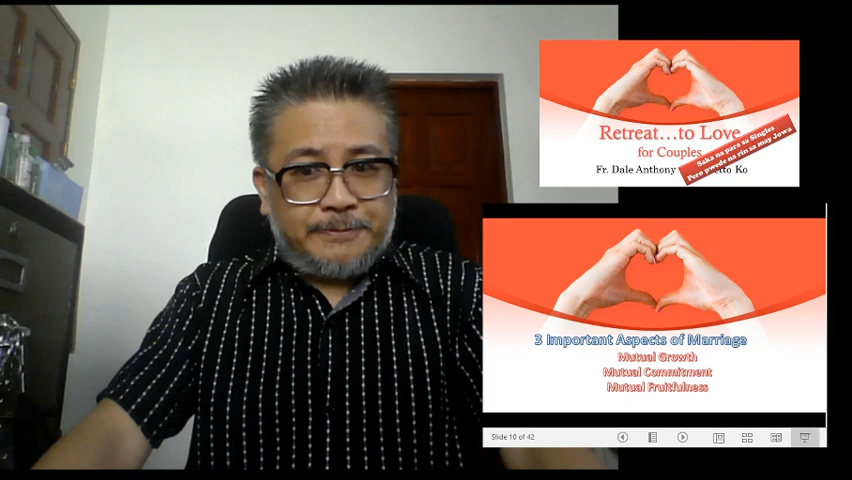 Retreat…to Love
for Couples
Fr. Dale Anthony Ko
Saka na para sa Singles
Pero pwede na rin sa may Jowa
3 Important Aspects of Marriage
Mutual Growth
Mutual Commitment
Mutual Fruitfulness
Slide 10 of 42